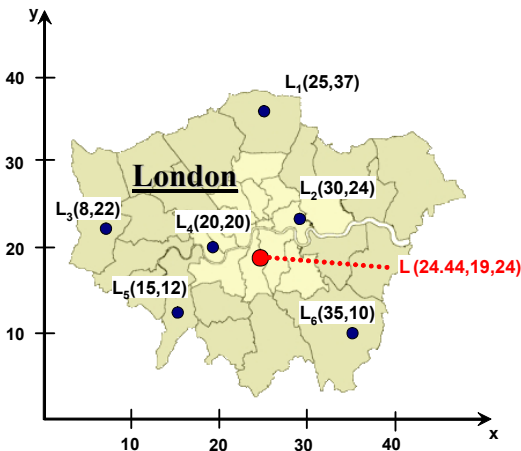 y
40
L₁(25,37)
30
London
L₂(30,24)
L₃(8,22)
L₄(20,20)
20
L (24.44,19,24)
L₅(15,12)
L₆(35,10)
10
10 20 30 40
x